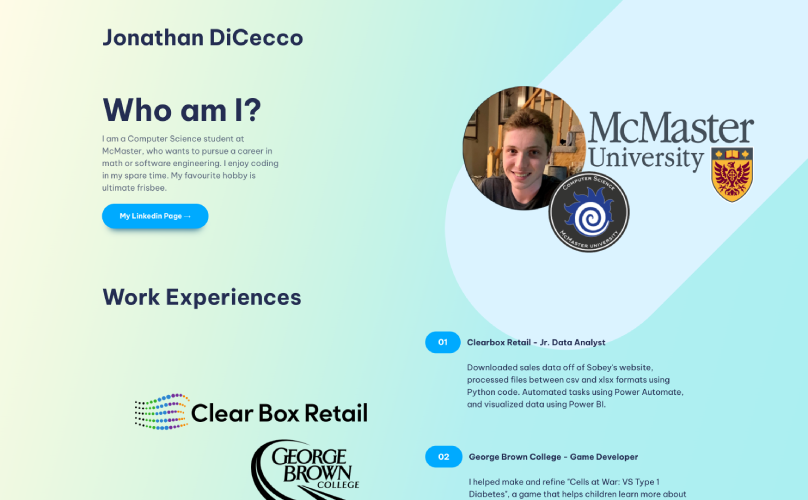 Jonathan DiCecco
Who am I?
I am a Computer Science student at
McMaster, who wants to pursue a career in
math or software engineering. I enjoy coding
in my spare time. My favourite hobby is
ultimate frisbee.
My Linkedin Page →
McMaster
University
COMPUTER SCIENCE
MCMASTER UNIVERSITY
Work Experiences
01 Clearbox Retail - Jr. Data Analyst
Downloaded sales data off of Sobey's website,
processed files between csv and xlsx formats using
Python code. Automated tasks using Power Automate,
and visualized data using Power BI.
Clear Box Retail
GEORGE
BROWN
COLLEGE
02 George Brown College - Game Developer
I helped make and refine "Cells at War: VS Type 1
Diabetes", a game that helps children learn more about